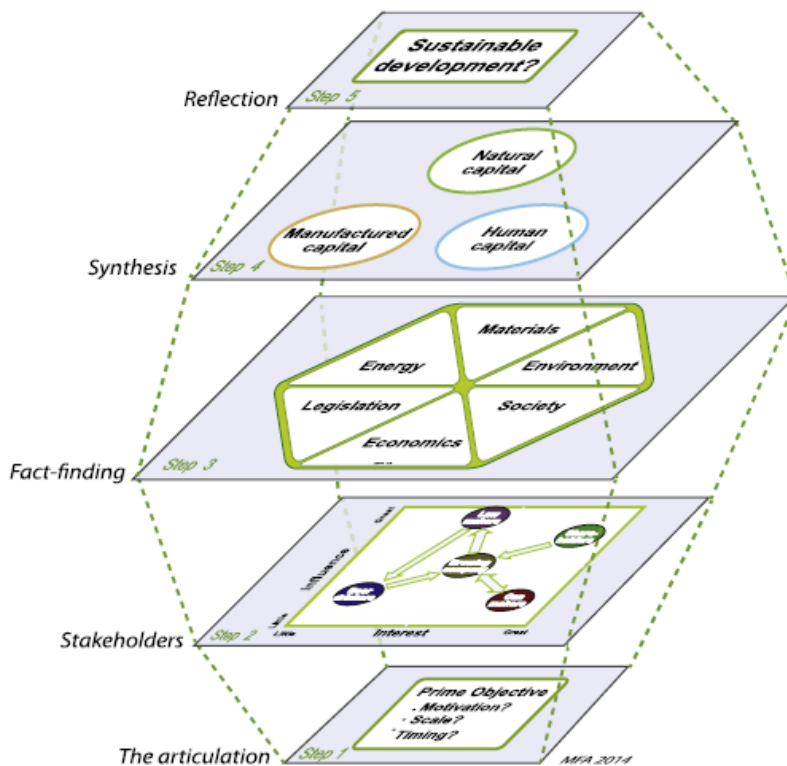 Sustainable
development?
Step 5
Reflection
Natural
capital
Manufactured
capital
Human
capital
Step 4
Synthesis
Materials
Energy
Environment
Legislation
Society
Economics
Step 3
Fact-finding
Great
Influence
Little
Little
Interest
Great
Step 2
Stakeholders
Prime Objective
. Motivation?
- Scale?
Timing?
Step 1
The articulation
MFA 2014